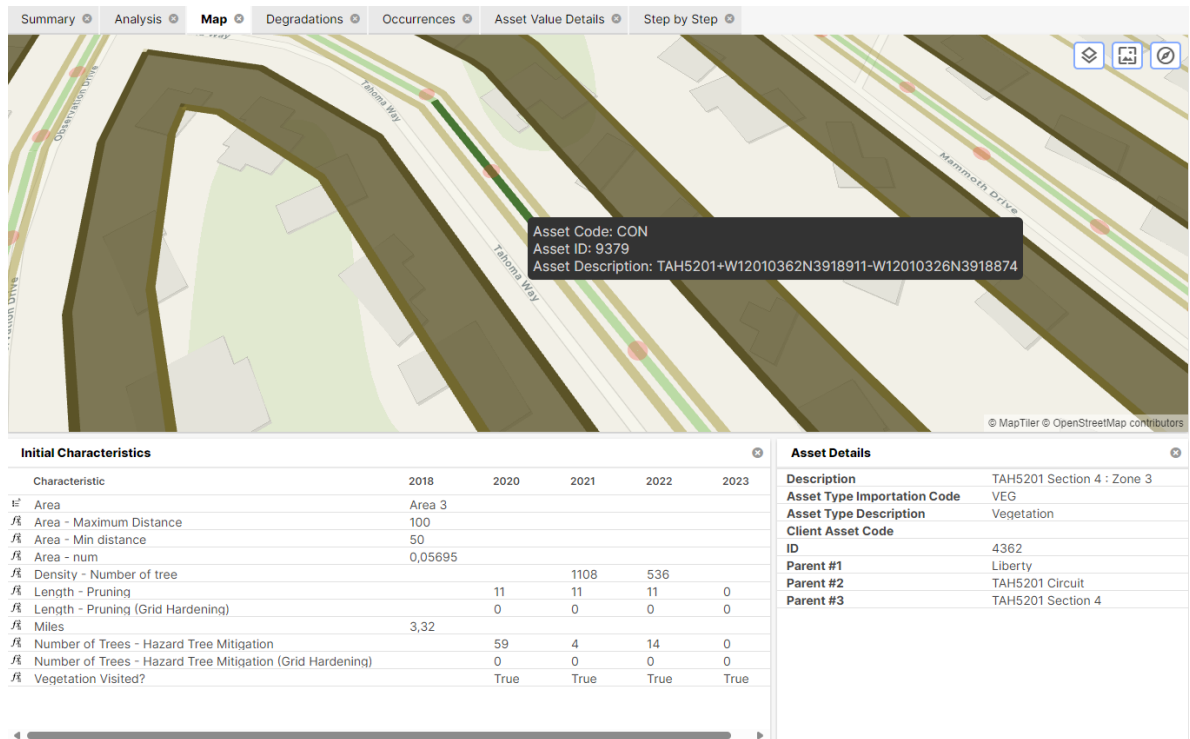 Summary Analysis Map Degradations Occurrences Asset Value Details Step by Step
Way
Observation Drive
Tahoma Way
Mammoth Drive
Asset Code: CON
Asset ID: 9379
Asset Description: TAH5201+W12010362N3918911-W12010326N3918874
Tahoma Way
Drive
© MapTiler © OpenStreetMap contributors
Initial Characteristics
Characteristic 2018 2020 2021 2022 2023
Area Area 3
Area - Maximum Distance 100
Area - Min distance 50
Area - num 0,05695
Density - Number of tree 1108 536
Length - Pruning 11 11 11 0
Length - Pruning (Grid Hardening) 0 0 0 0
Miles 3,32
Number of Trees - Hazard Tree Mitigation 59 4 14 0
Number of Trees - Hazard Tree Mitigation (Grid Hardening) 0 0 0 0
Vegetation Visited? True True True True
Asset Details
Description TAH5201 Section 4 : Zone 3
Asset Type Importation Code VEG
Asset Type Description Vegetation
Client Asset Code
ID 4362
Parent #1 Liberty
Parent #2 TAH5201 Circuit
Parent #3 TAH5201 Section 4